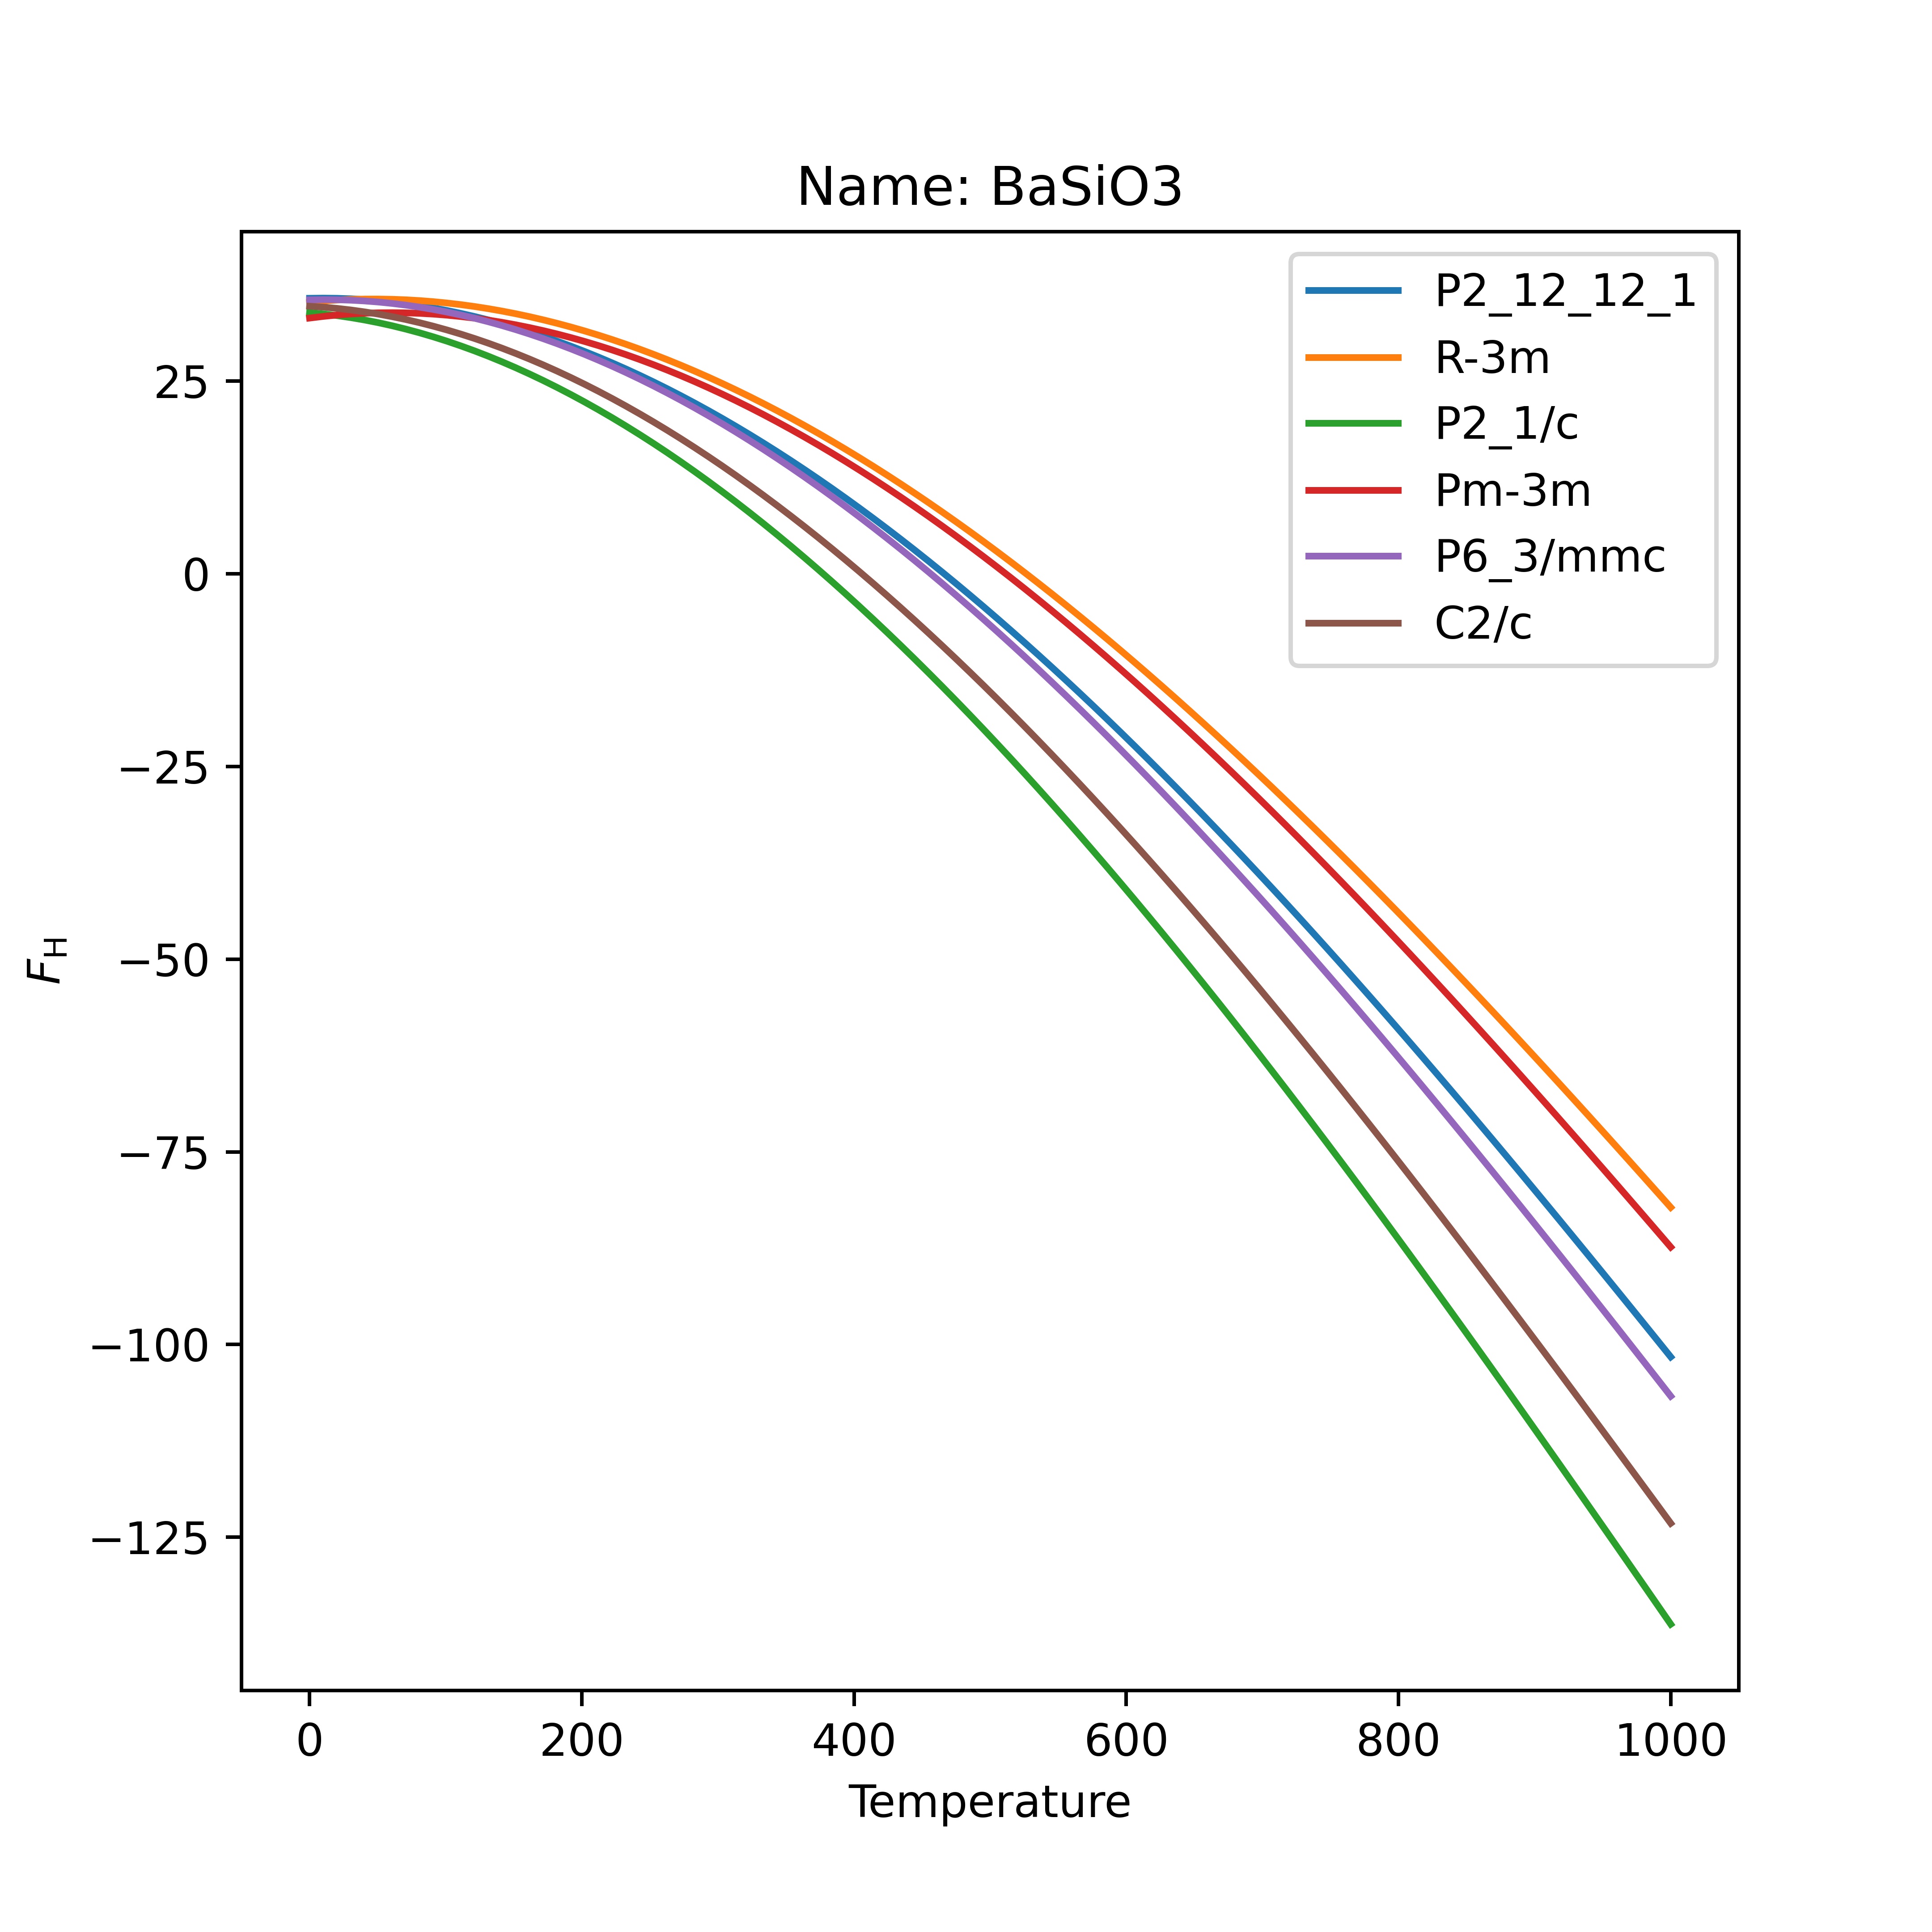 Name: BaSiO3
P2_12_12_1
R-3m
P2_1/c
Pm-3m
P6_3/mmc
C2/c
25
0
−25
−50
−75
−100
−125
F_H
0 200 400 600 800 1000
Temperature